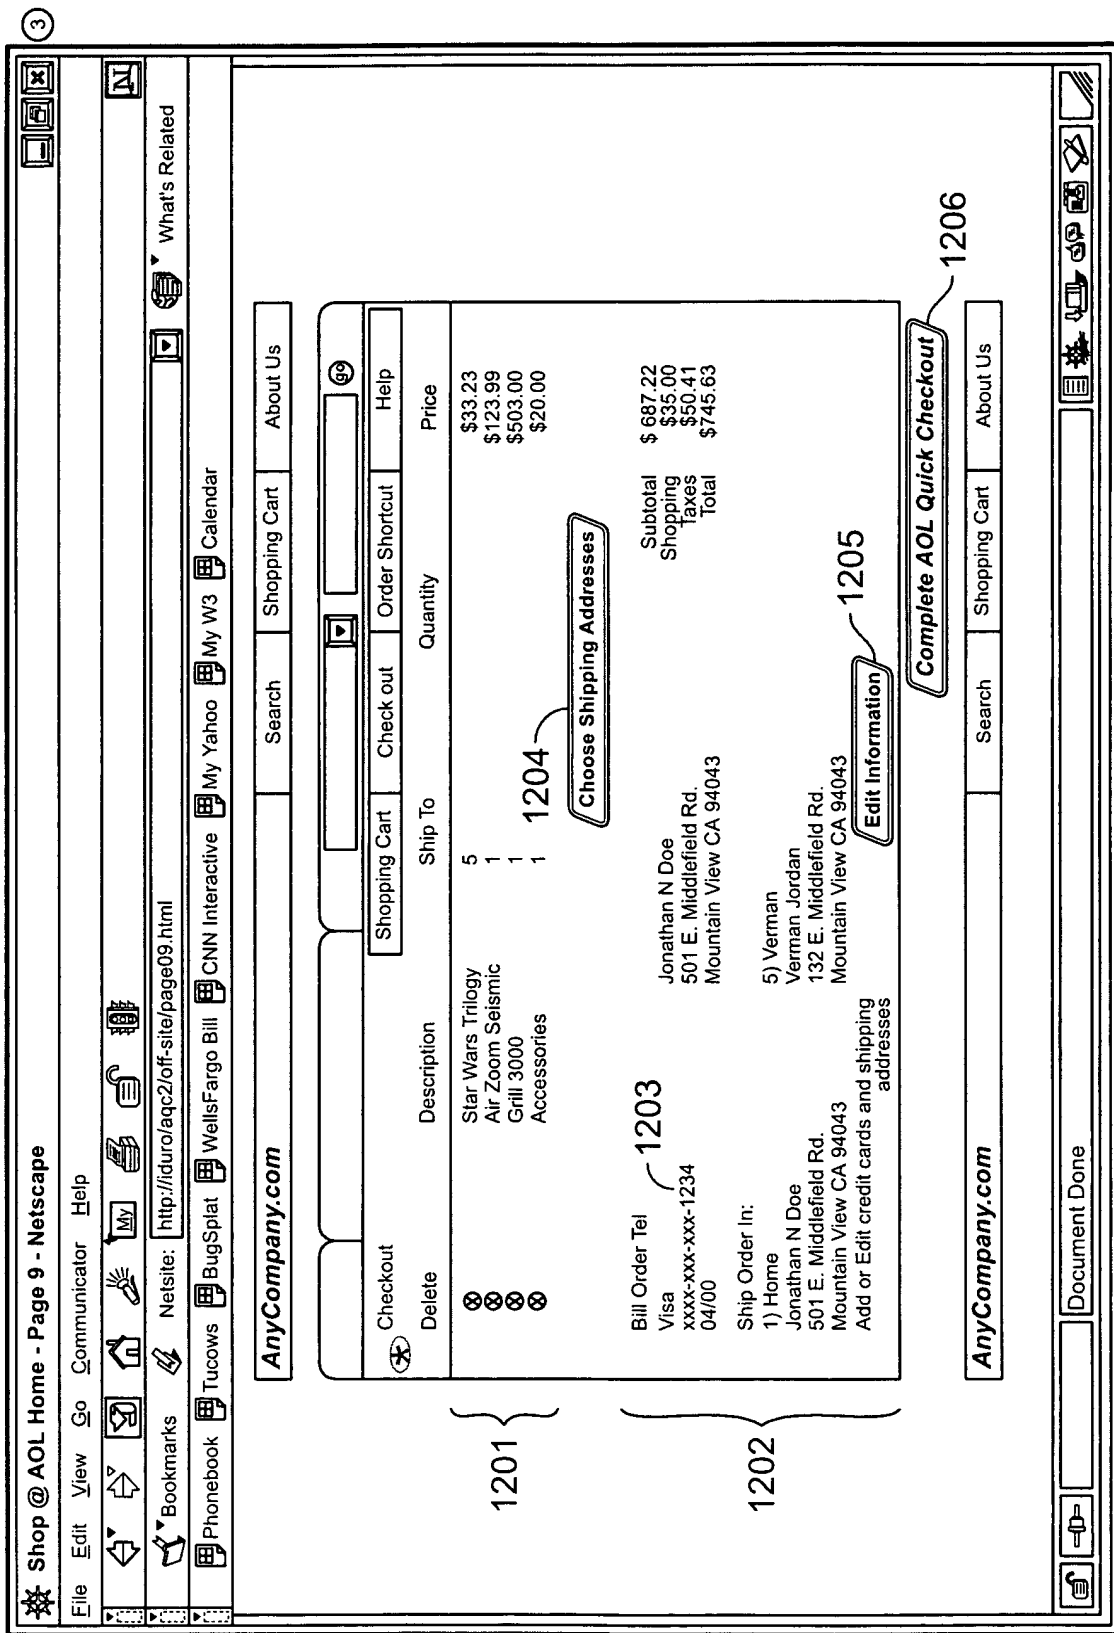 3
Shop @ AOL Home - Page 9 - Netscape
File Edit View Go Communicator Help
My
N
Bookmarks Netsite: http://iduro/aqc2/off-site/page09.html What's Related
Phonebook Tucows BugSplat WellsFargo Bill CNN Interactive My Yahoo My W3 Calendar
AnyCompany.com Search Shopping Cart About Us
go
Checkout Shopping Cart Check out Order Shortcut Help
Delete Description Ship To Quantity Price
Star Wars Trilogy 5 $33.23
Air Zoom Seismic 1 $123.99
Grill 3000 1 $503.00
Accessories 1 $20.00
1201
1204
Choose Shipping Addresses
Bill Order Tel Subtotal $ 687.22
Visa Jonathan N Doe Shopping $35.00
xxxx-xxx-xxx-1234 501 E. Middlefield Rd. Taxes $50.41
04/00 Mountain View CA 94043 Total $745.63
1203
1202
Ship Order In:
1) Home 5) Verman
Jonathan N Doe Verman Jordan
501 E. Middlefield Rd. 132 E. Middlefield Rd.
Mountain View CA 94043 Mountain View CA 94043
Add or Edit credit cards and shipping
addresses
Edit Information
1205
Complete AOL Quick Checkout
1206
AnyCompany.com Search Shopping Cart About Us
Document Done